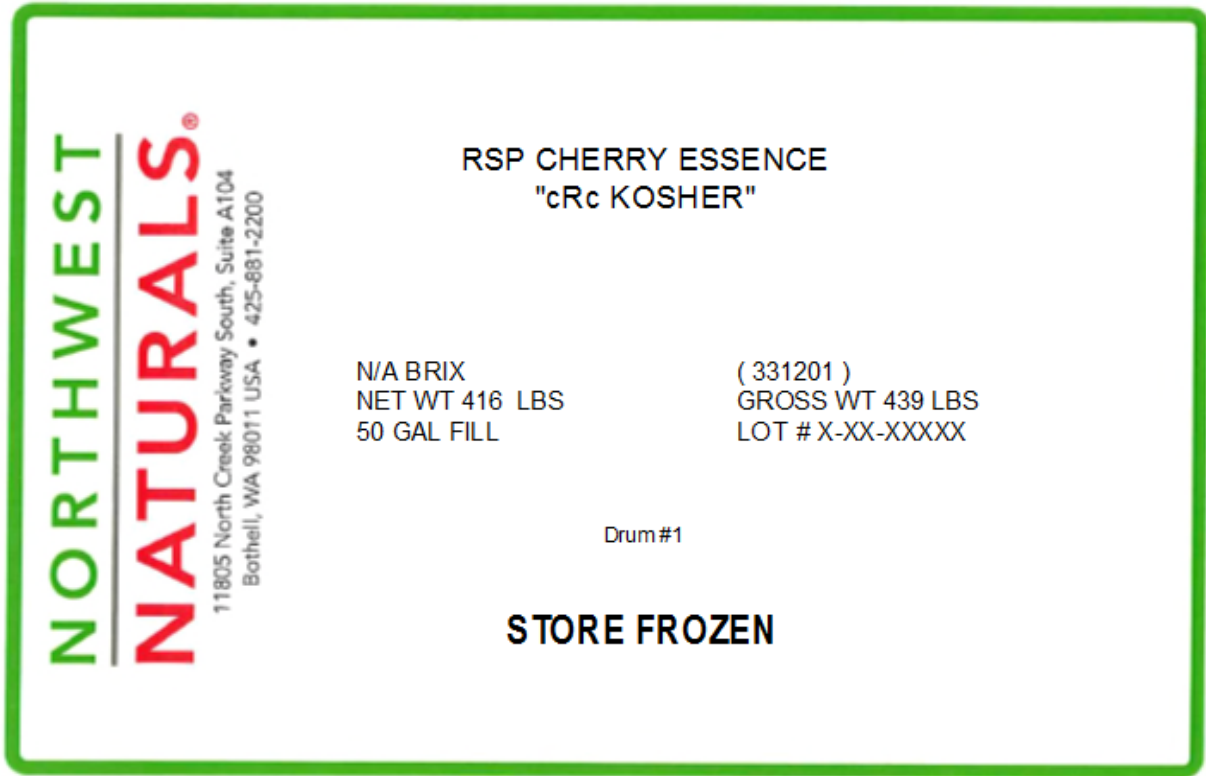 NORTHWEST
NATURALS®
11805 North Creek Parkway South, Suite A104
Bothell, WA 98011 USA • 425-881-2200
RSP CHERRY ESSENCE
"cRc KOSHER"
N/A BRIX ( 331201 )
NET WT 416 LBS GROSS WT 439 LBS
50 GAL FILL LOT # X-XX-XXXXX
Drum #1
STORE FROZEN